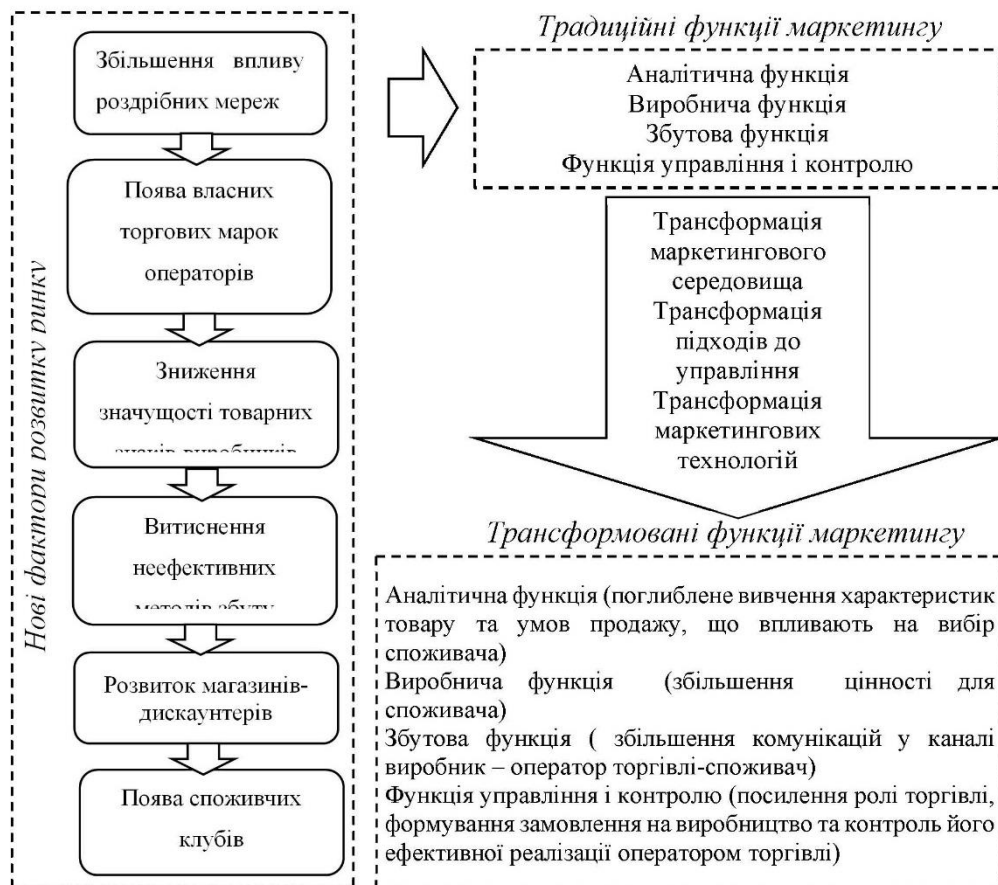 Нові фактори розвитку ринку
Збільшення впливу
роздрібних мереж
Поява власних
торгових марок
операторів
Зниження
значущості товарних
знаків виробників
Витиснення
неефективних
методів збуту
Розвиток магазинів-
дискаунтерів
Поява споживчих
клубів
Традиційні функції маркетингу
Аналітична функція
Виробнича функція
Збутова функція
Функція управління і контролю
Трансформація
маркетингового
середовища
Трансформація
підходів до
управління
Трансформація
маркетингових
технологій
Трансформовані функції маркетингу
Аналітична функція (поглиблене вивчення характеристик
товару та умов продажу, що впливають на вибір
споживача)
Виробнича функція (збільшення цінності для
споживача)
Збутова функція ( збільшення комунікацій у каналі
виробник – оператор торгівлі-споживач)
Функція управління і контролю (посилення ролі торгівлі,
формування замовлення на виробництво та контроль його
ефективної реалізації оператором торгівлі)